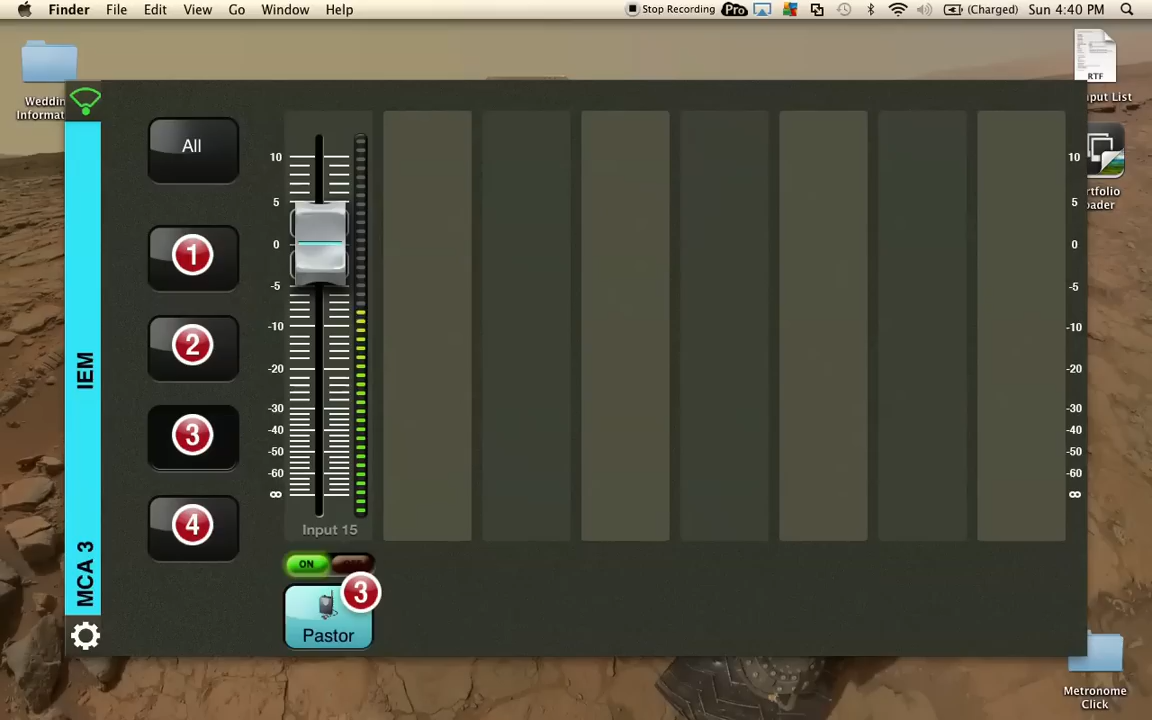 Finder File Edit View Go Window Help
Stop Recording Pro (Charged) Sun 4:40 PM
Weddin
Informat
RTF
put List
rtfolio
oader
Metronome
Click
IEM
MCA 3
All
1
2
3
4
10
5
0
-5
-10
-20
-30
-40
-50
-60
∞
Input 15
ON
3
Pastor
10
5
0
-5
-10
-20
-30
-40
-50
-60
∞